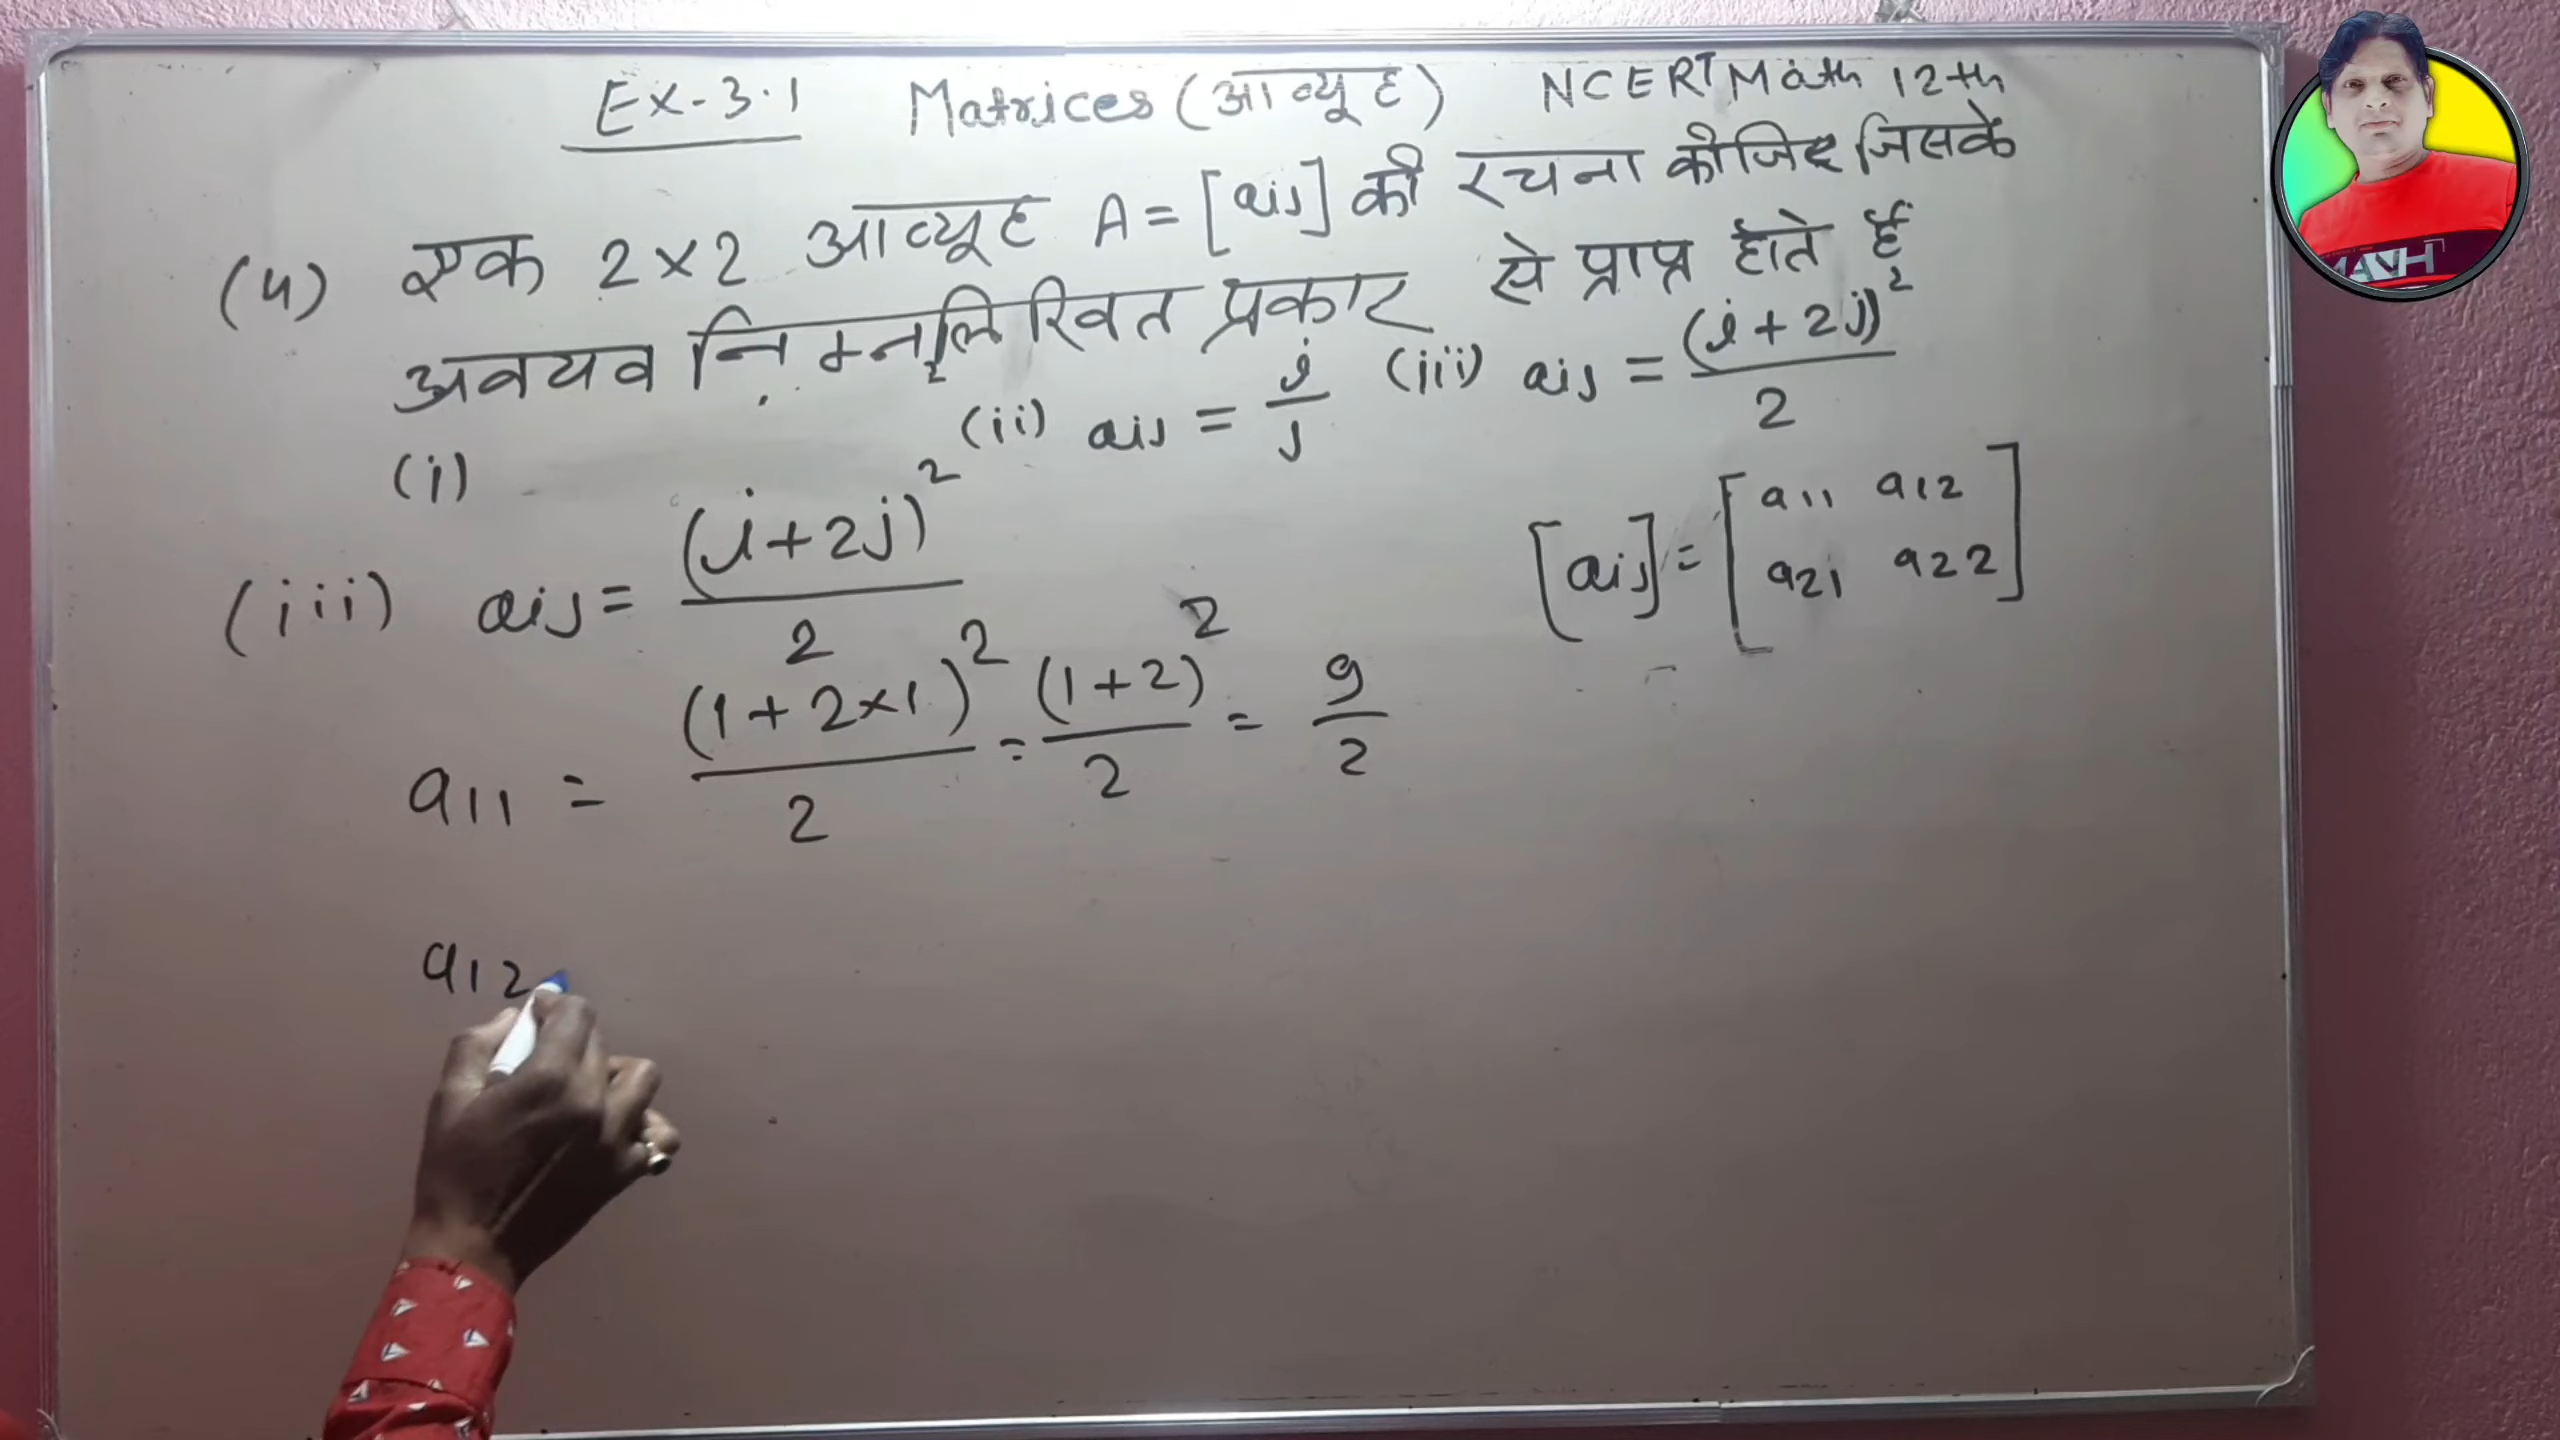 Ex-3.1 Matrices (आव्यूह) NCERT Math 12th
(4) एक 2×2 आव्यूह A = [aij] की रचना कीजिए जिसके
अवयव निम्नलिखित प्रकार से प्राप्त होते हैं
(i) (ii) aij = i/j (iii) aij = (i+2j)²/2
(iii) aij = (i+2j)²/2
[aij] = [a11 a12
a21 a22]
a11 = (1+2×1)²/2 = (1+2)²/2 = 9/2
a12